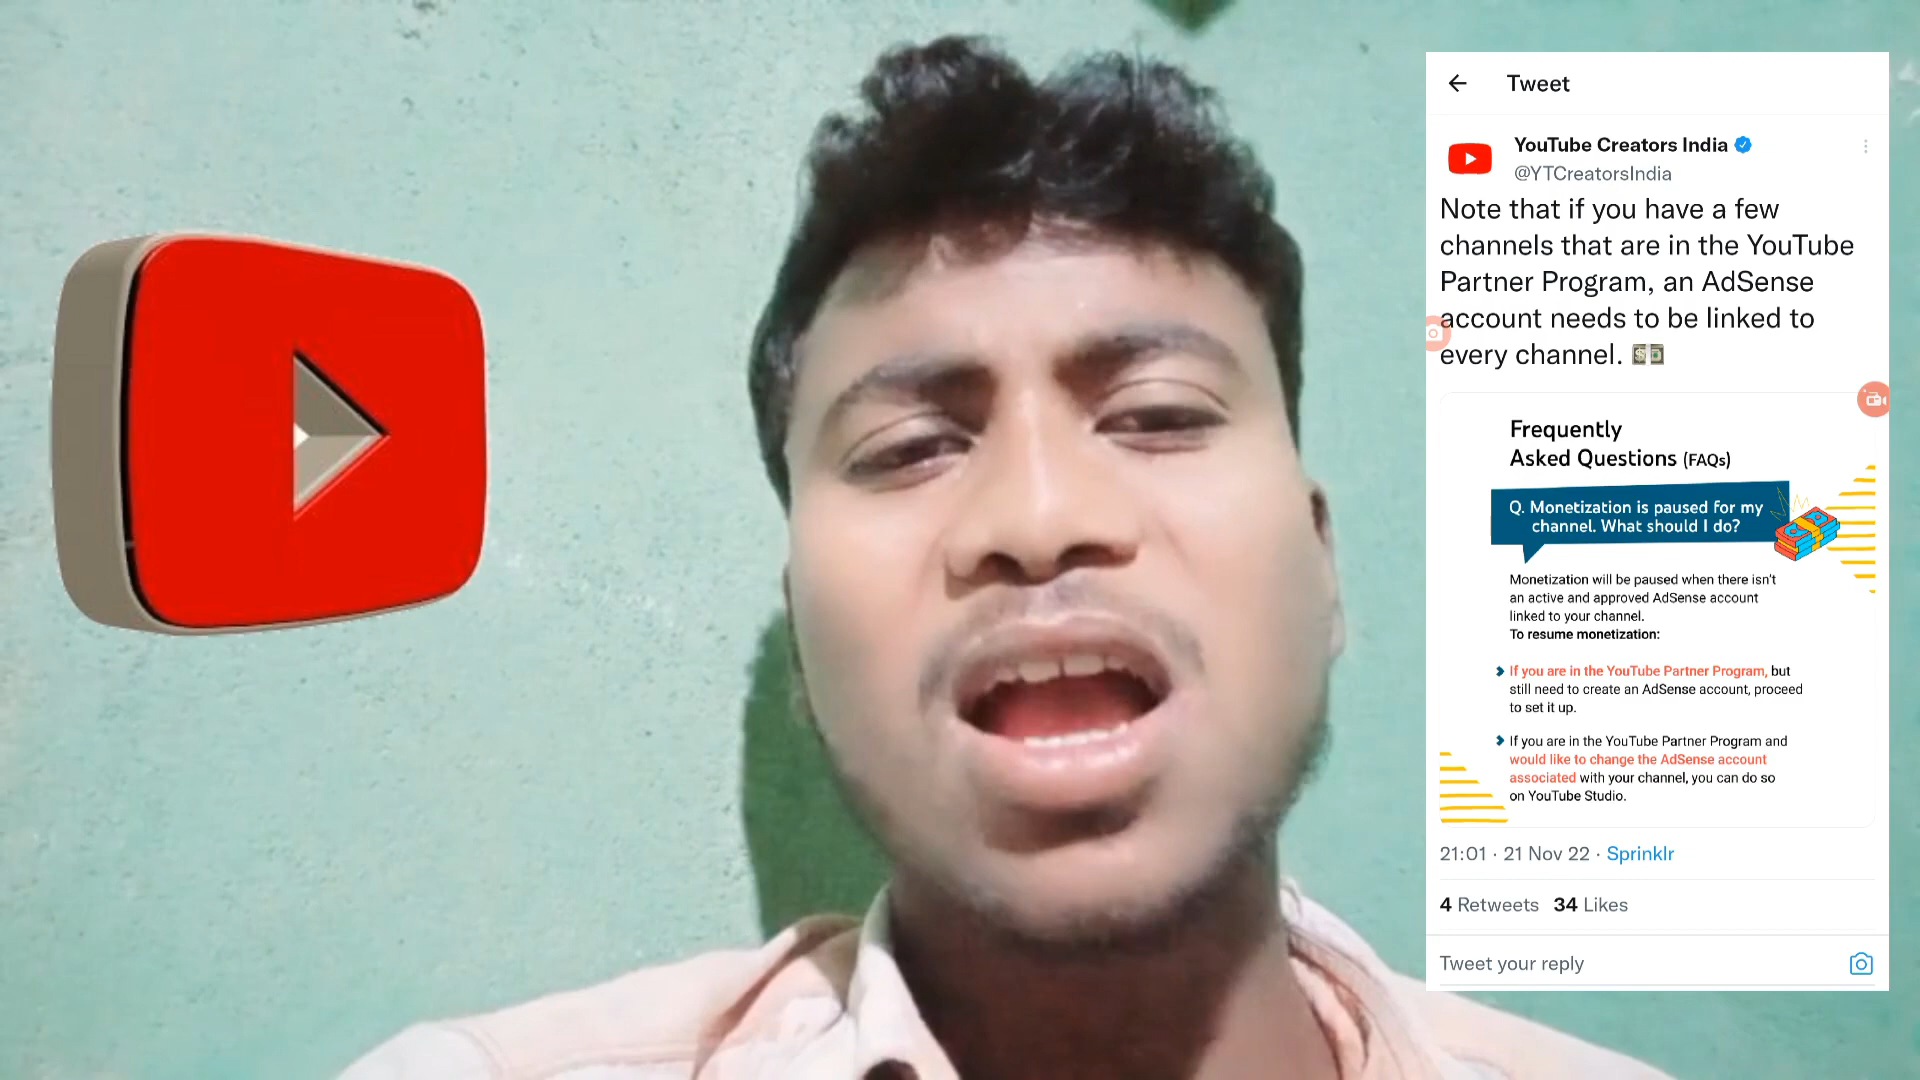 Tweet
YouTube Creators India
@YTCreatorsIndia
Note that if you have a few
channels that are in the YouTube
Partner Program, an AdSense
account needs to be linked to
every channel. 💵
Frequently
Asked Questions (FAQs)
Q. Monetization is paused for my
channel. What should I do?
Monetization will be paused when there isn't
an active and approved AdSense account
linked to your channel.
To resume monetization:
If you are in the YouTube Partner Program, but
still need to create an AdSense account, proceed
to set it up.
If you are in the YouTube Partner Program and
would like to change the AdSense account
associated with your channel, you can do so
on YouTube Studio.
21:01 · 21 Nov 22 · Sprinklr
4 Retweets 34 Likes
Tweet your reply